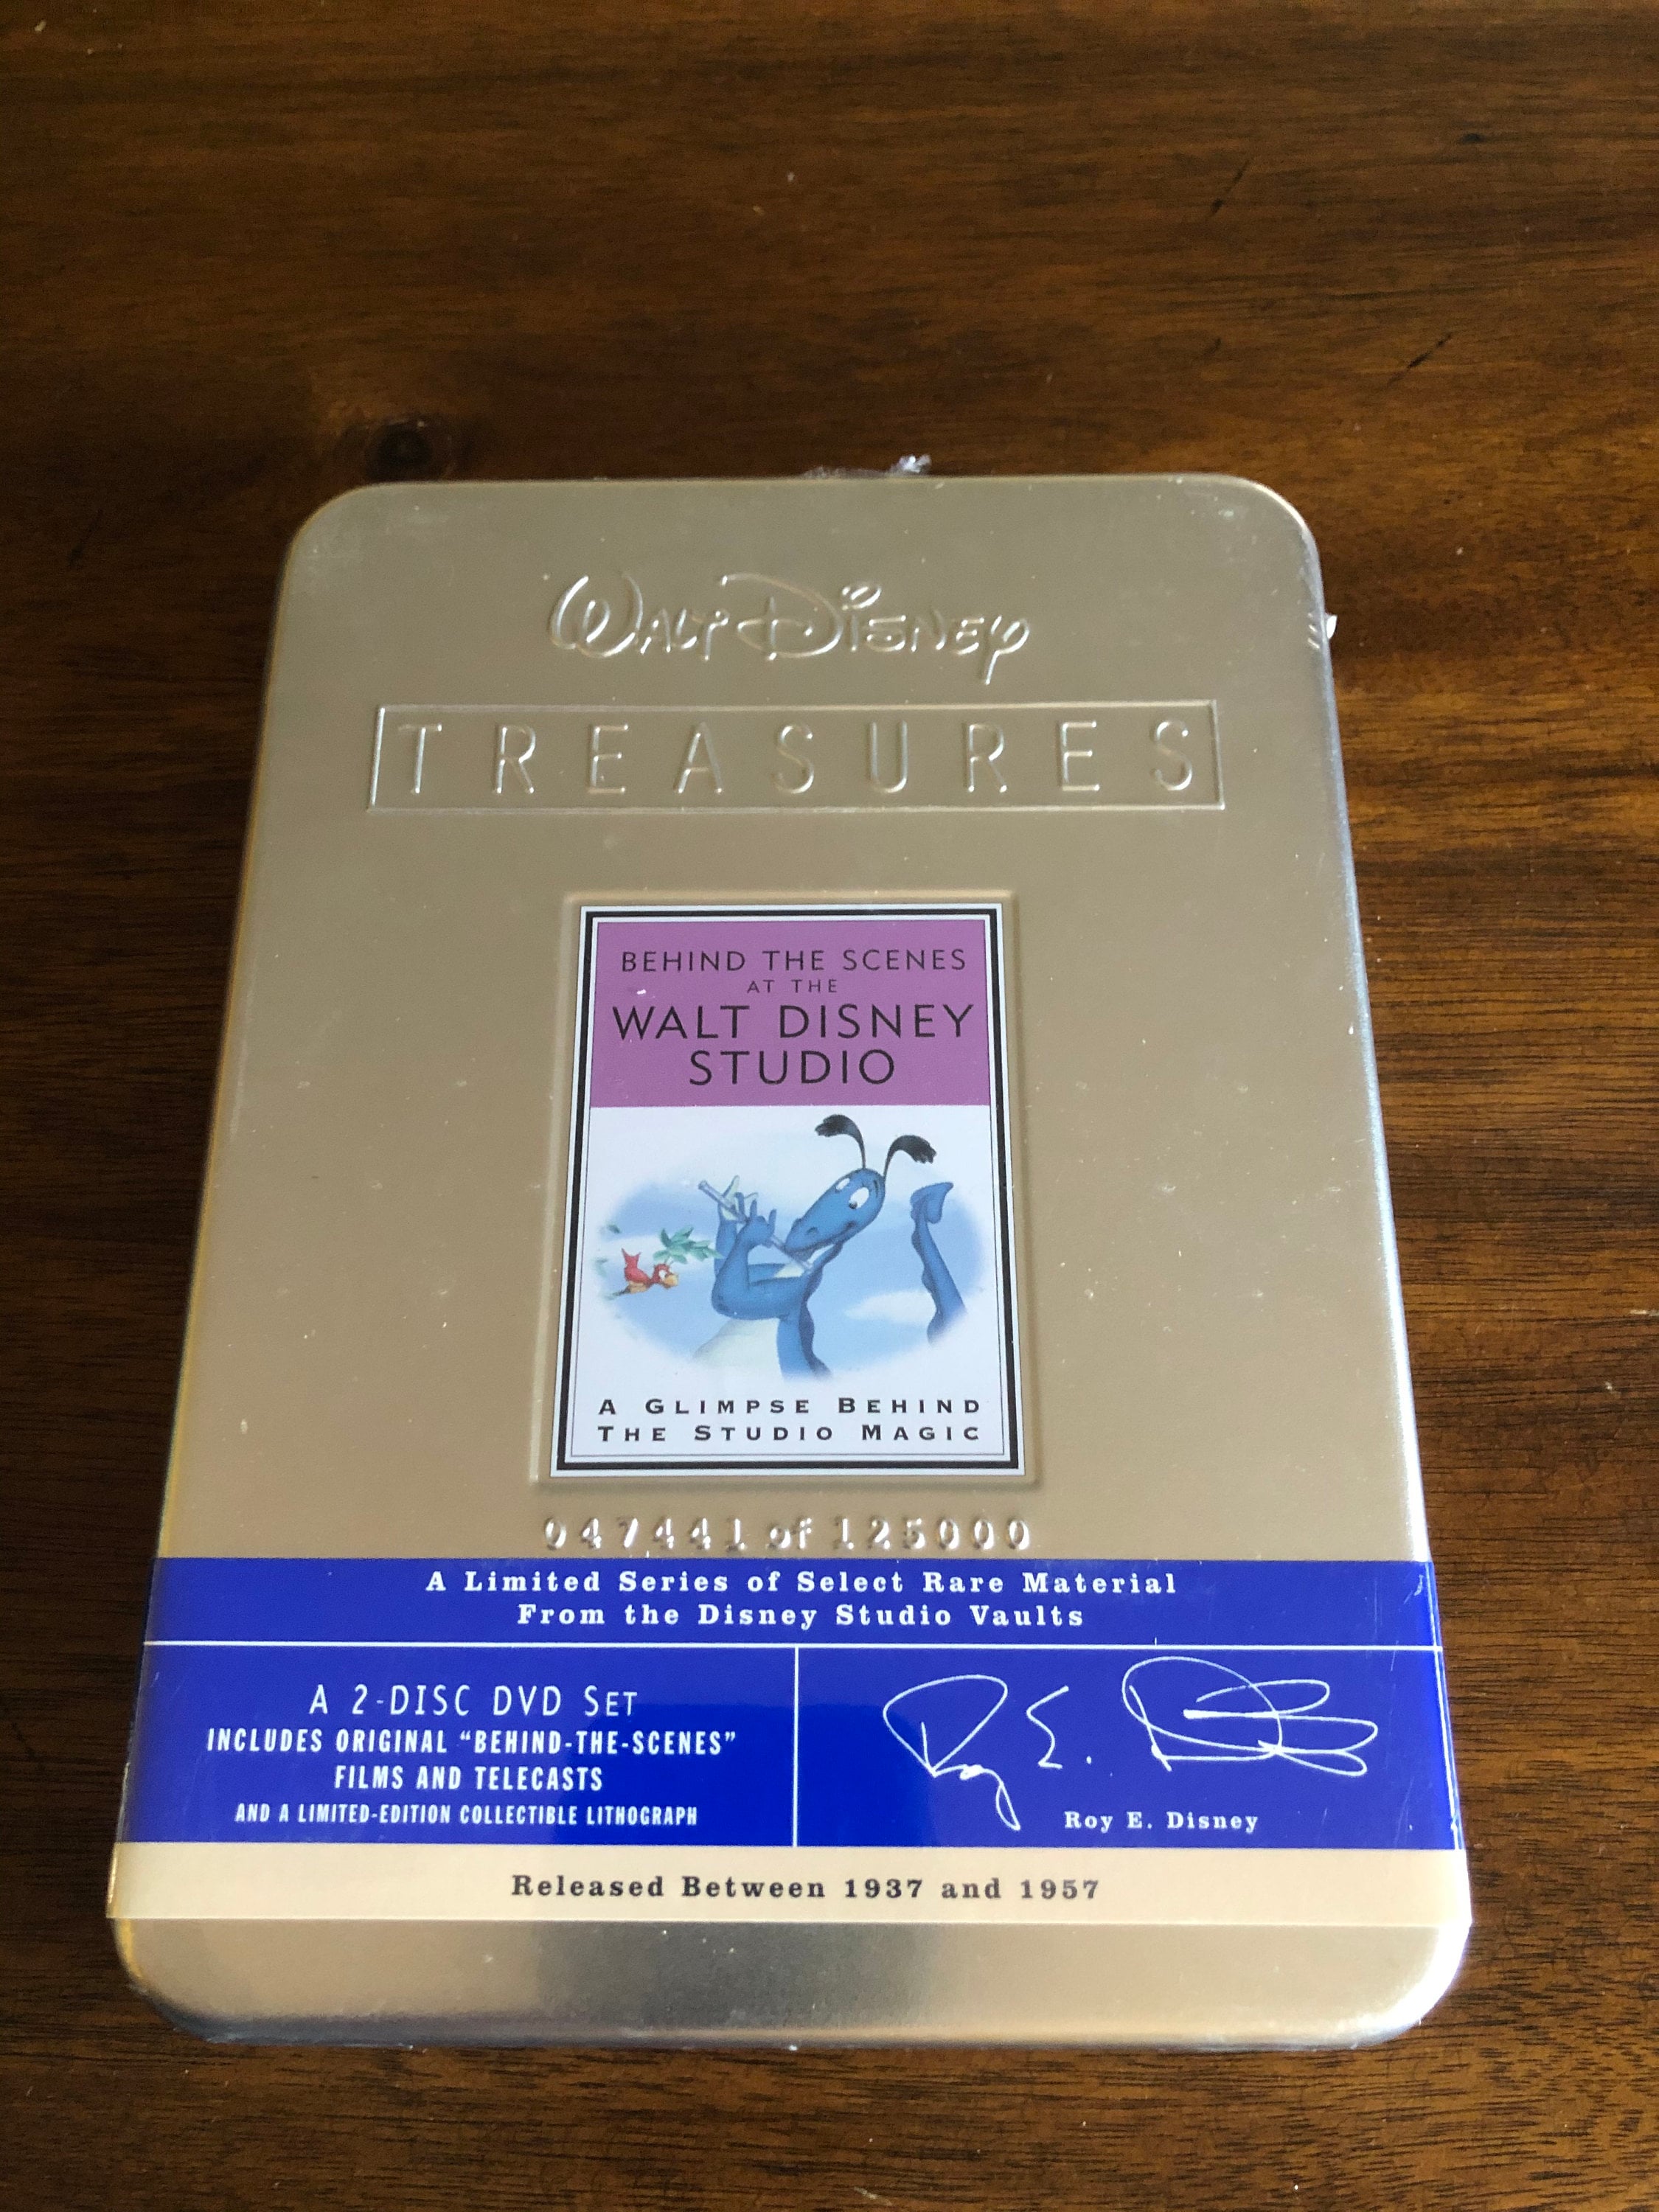 WALT DISNEY
TREASURES
BEHIND THE SCENES
AT THE
WALT DISNEY
STUDIO
A GLIMPSE BEHIND
THE STUDIO MAGIC
047441 of 125000
A Limited Series of Select Rare Material
From the Disney Studio Vaults
A 2-DISC DVD SET
INCLUDES ORIGINAL “BEHIND-THE-SCENES”
FILMS AND TELECASTS
AND A LIMITED-EDITION COLLECTIBLE LITHOGRAPH
Roy E. Disney
Roy E. Disney
Released Between 1937 and 1957